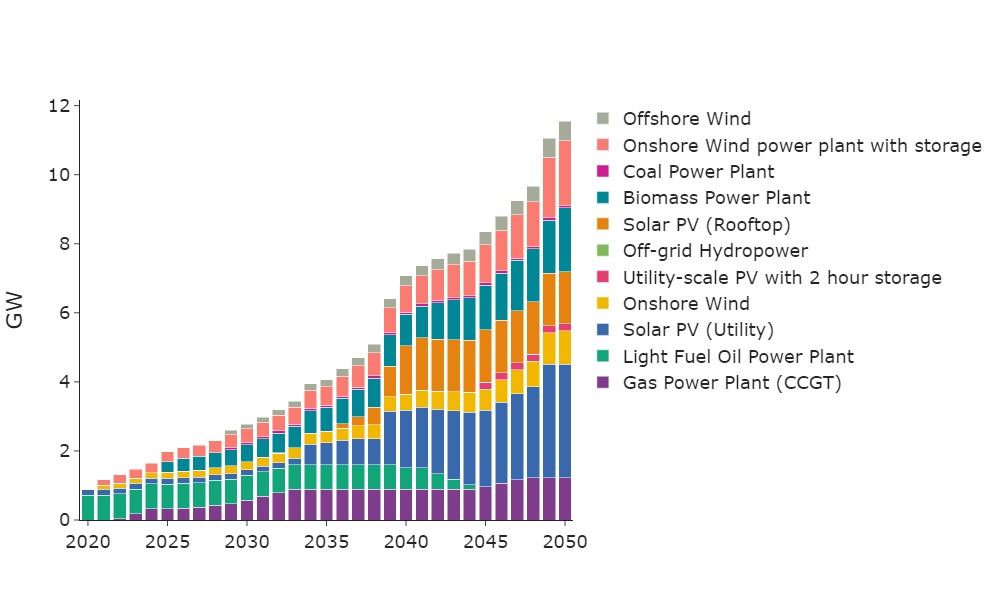 12
10
8
6
4
2
0
GW
2020 2025 2030 2035 2040 2045 2050
Offshore Wind
Onshore Wind power plant with storage
Coal Power Plant
Biomass Power Plant
Solar PV (Rooftop)
Off-grid Hydropower
Utility-scale PV with 2 hour storage
Onshore Wind
Solar PV (Utility)
Light Fuel Oil Power Plant
Gas Power Plant (CCGT)